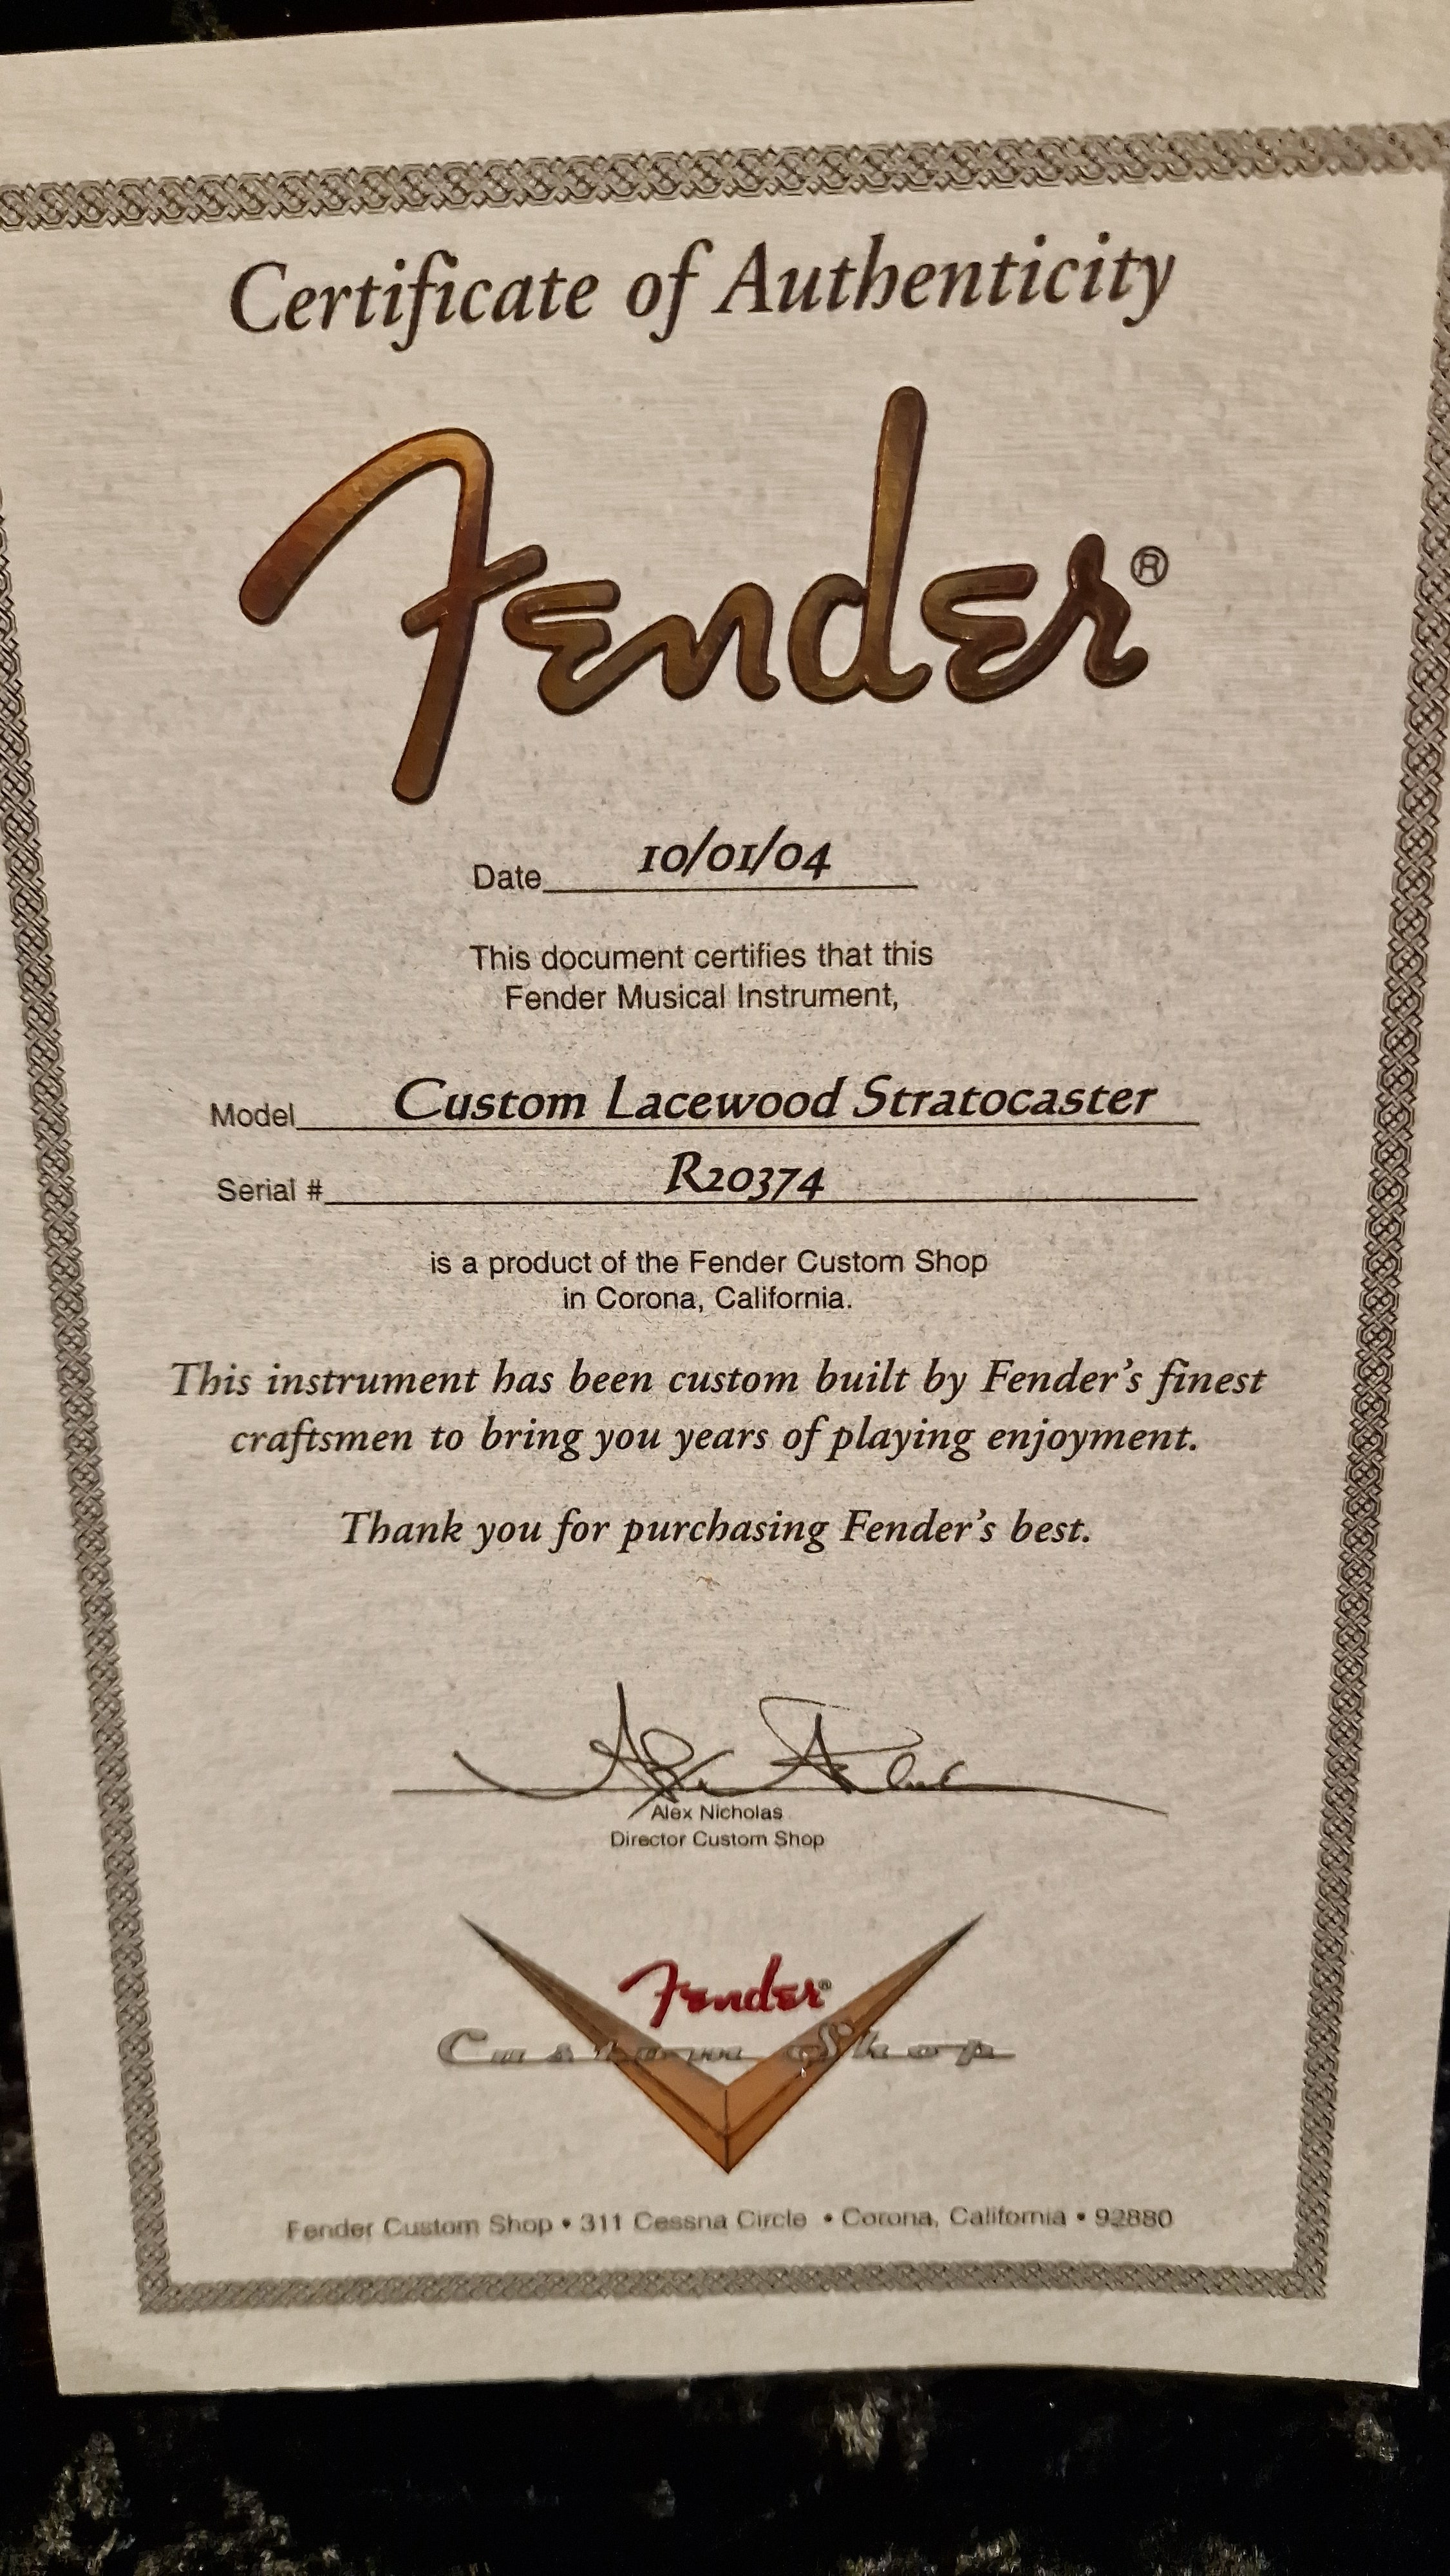 Certificate of Authenticity
Fender®
Date 10/01/04
This document certifies that this
Fender Musical Instrument,
Model Custom Lacewood Stratocaster
Serial # R20374
is a product of the Fender Custom Shop
in Corona, California.
This instrument has been custom built by Fender's finest
craftsmen to bring you years of playing enjoyment.
Thank you for purchasing Fender's best.
Alex Nicholas
Director Custom Shop
Fender®
Custom Shop
Fender Custom Shop • 311 Cessna Circle • Corona, California • 92880